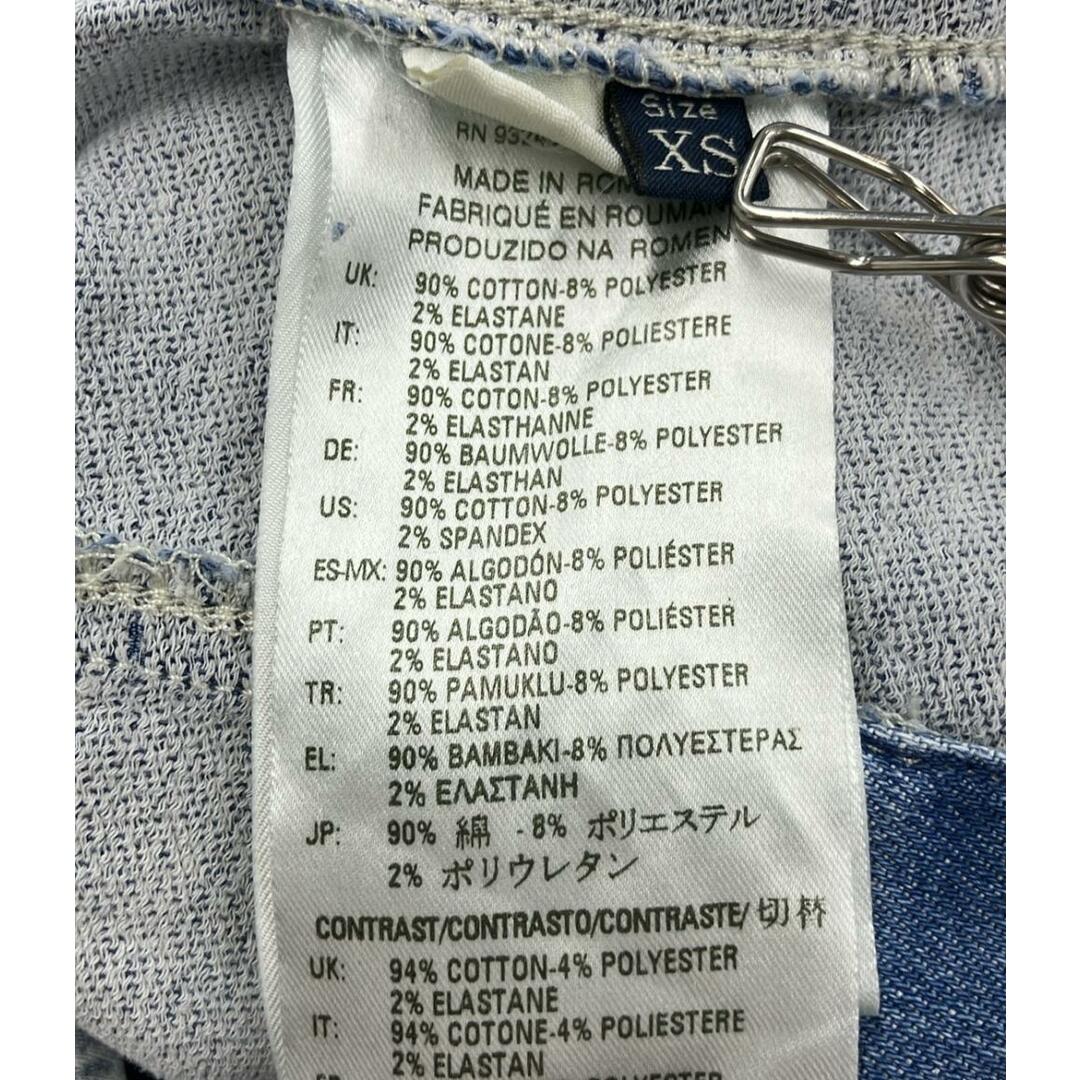 Size
XS
RN
MADE IN
FABRIQUÉ EN
PRODUZIDO NA
UK: 90% COTTON-8% POLYESTER
2% ELASTANE
IT: 90% COTONE-8% POLIESTERE
2% ELASTAN
FR: 90% COTON-8% POLYESTER
2% ELASTHANNE
DE: 90% BAUMWOLLE-8% POLYESTER
2% ELASTHAN
US: 90% COTTON-8% POLYESTER
2% SPANDEX
ES-MX: 90% ALGODÓN-8% POLIÉSTER
2% ELASTANO
PT: 90% ALGODÃO-8% POLIÉSTER
2% ELASTANO
TR: 90% PAMUKLU-8% POLYESTER
2% ELASTAN
EL: 90% BAMBAKI-8% ΠΟΛΥΕΣΤΕΡΑΣ
2% ΕΛΑΣΤΑΝΗ
JP: 90% 綿 - 8% ポリエステル
2% ポリウレタン
CONTRAST/CONTRASTO/CONTRASTE/ 切替
UK: 94% COTTON-4% POLYESTER
2% ELASTANE
IT: 94% COTONE-4% POLIESTERE
2% ELASTAN